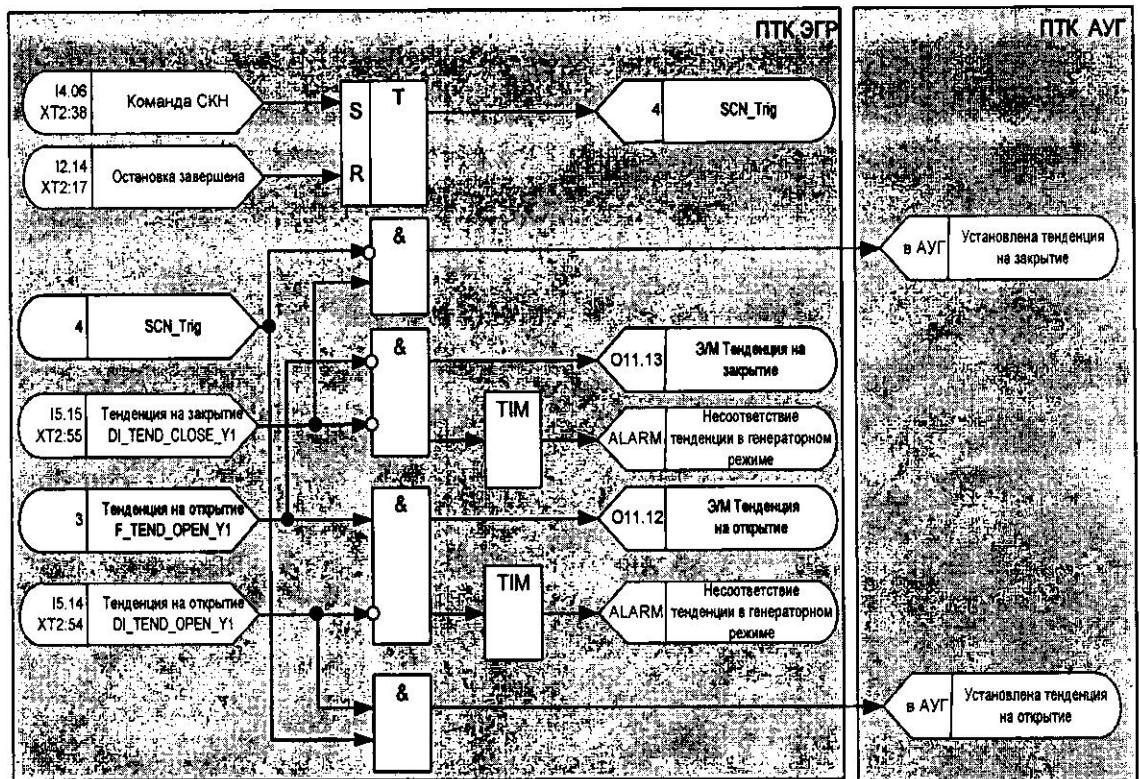 ПТК ЭГР
ПТК АУГ
I4.06
XT2:38
Команда СКН
S
T
4
SCN_Trig
I2.14
XT2:17
Остановка завершена
R
&
в АУГ
Установлена тенденция
на закрытие
4
SCN_Trig
&
O11.13
Э/М Тенденция на
закрытие
I5.15
XT2:55
Тенденция на закрытие
DI_TEND_CLOSE_Y1
TIM
ALARM
Несоответствие
тенденции в генераторном
режиме
3
Тенденция на открытие
F_TEND_OPEN_Y1
&
O11.12
Э/М Тенденция
на открытие
I5.14
XT2:54
Тенденция на открытие
DI_TEND_OPEN_Y1
TIM
ALARM
Несоответствие
тенденции в генераторном
режиме
&
в АУГ
Установлена тенденция
на открытие